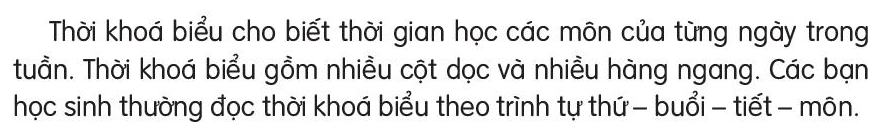 Thời khoá biểu cho biết thời gian học các môn của từng ngày trong
tuần. Thời khoá biểu gồm nhiều cột dọc và nhiều hàng ngang. Các bạn
học sinh thường đọc thời khoá biểu theo trình tự thứ – buổi – tiết – môn.